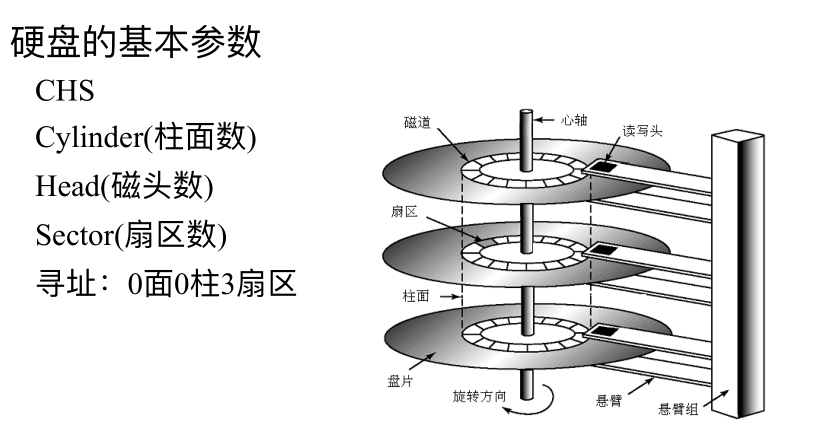 硬盘的基本参数
CHS
Cylinder(柱面数)
Head(磁头数)
Sector(扇区数)
寻址：0面0柱3扇区
磁道
心轴
读写头
扇区
柱面
盘片
旋转方向
悬臂
悬臂组